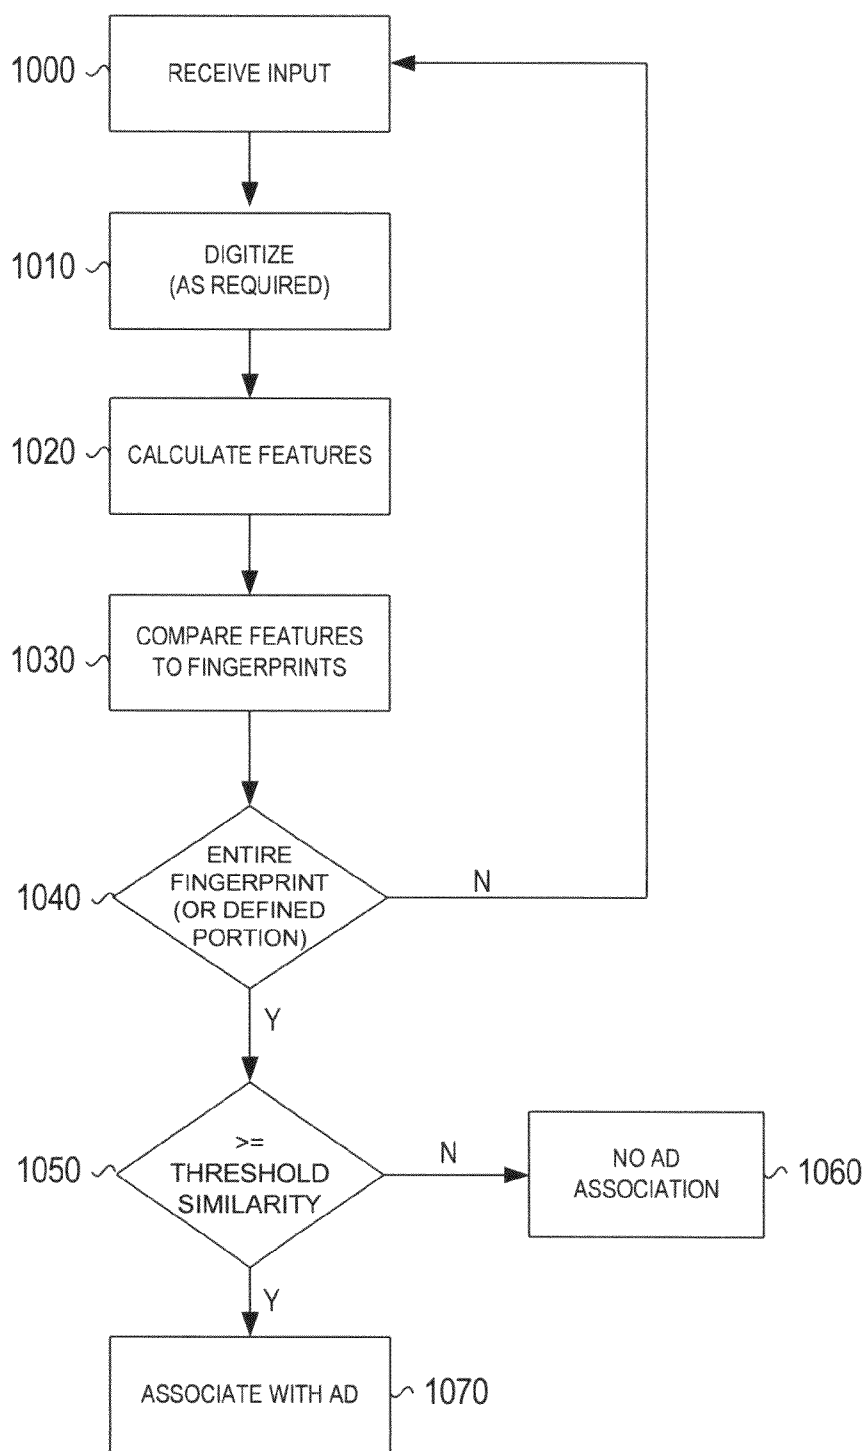 1000
RECEIVE INPUT
1010
DIGITIZE
(AS REQUIRED)
1020
CALCULATE FEATURES
1030
COMPARE FEATURES
TO FINGERPRINTS
1040
ENTIRE
FINGERPRINT
(OR DEFINED
PORTION)
N
Y
1050
>=
THRESHOLD
SIMILARITY
N
NO AD
ASSOCIATION
1060
Y
ASSOCIATE WITH AD
1070